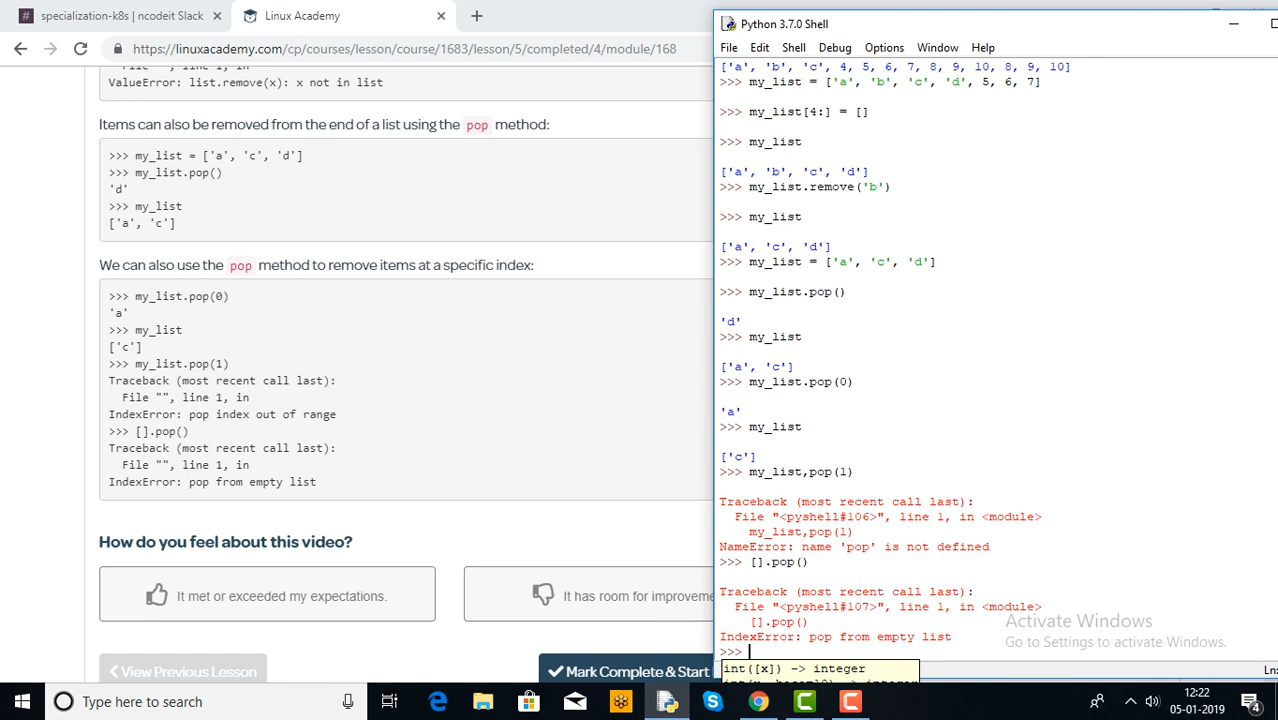 specialization-k8s | ncodeit Slack
Linux Academy
https://linuxacademy.com/cp/courses/lesson/course/1683/lesson/5/completed/4/module/168
ValueError: list.remove(x): x not in list
Items can also be removed from the end of a list using the pop method:
>>> my_list = ['a', 'c', 'd']
>>> my_list.pop()
'd'
>>> my_list
['a', 'c']
We can also use the pop method to remove items at a specific index:
>>> my_list.pop(0)
'a'
>>> my_list
['c']
>>> my_list.pop(1)
Traceback (most recent call last):
File "", line 1, in
IndexError: pop index out of range
>>> [].pop()
Traceback (most recent call last):
File "", line 1, in
IndexError: pop from empty list
How do you feel about this video?
It met or exceeded my expectations.
It has room for improveme
View Previous Lesson
Mark Complete & Start
Python 3.7.0 Shell
File Edit Shell Debug Options Window Help
['a', 'b', 'c', 4, 5, 6, 7, 8, 9, 10, 8, 9, 10]
>>> my_list = ['a', 'b', 'c', 'd', 5, 6, 7]
>>> my_list[4:] = []
>>> my_list
['a', 'b', 'c', 'd']
>>> my_list.remove('b')
>>> my_list
['a', 'c', 'd']
>>> my_list = ['a', 'c', 'd']
>>> my_list.pop()
'd'
>>> my_list
['a', 'c']
>>> my_list.pop(0)
'a'
>>> my_list
['c']
>>> my_list,pop(1)
Traceback (most recent call last):
File "<pyshell#106>", line 1, in <module>
my_list,pop(1)
NameError: name 'pop' is not defined
>>> [].pop()
Traceback (most recent call last):
File "<pyshell#107>", line 1, in <module>
[].pop()
IndexError: pop from empty list
>>>
int([x]) -> integer
Activate Windows
Go to Settings to activate Windows.
Ln:
Type here to search
12:22
05-01-2019
4